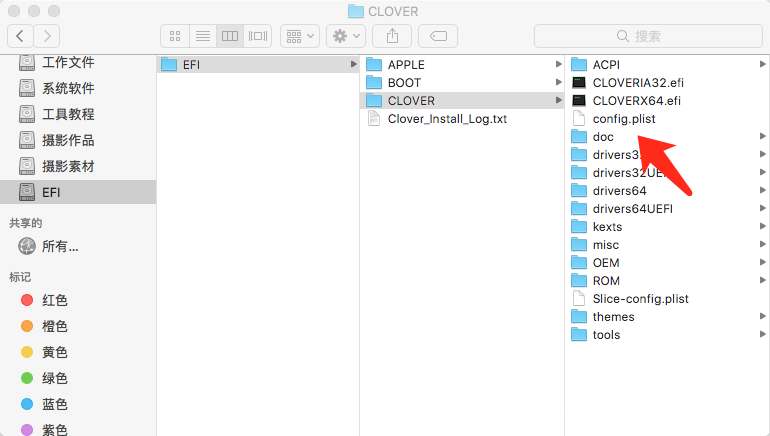 CLOVER
搜索
工作文件
系统软件
工具教程
摄影作品
摄影素材
EFI
共享的
所有...
标记
红色
橙色
黄色
绿色
蓝色
紫色
EFI
APPLE
BOOT
CLOVER
Clover_Install_Log.txt
ACPI
CLOVERIA32.efi
CLOVERX64.efi
config.plist
doc
drivers3
drivers32UEFI
drivers64
drivers64UEFI
kexts
misc
OEM
ROM
Slice-config.plist
themes
tools